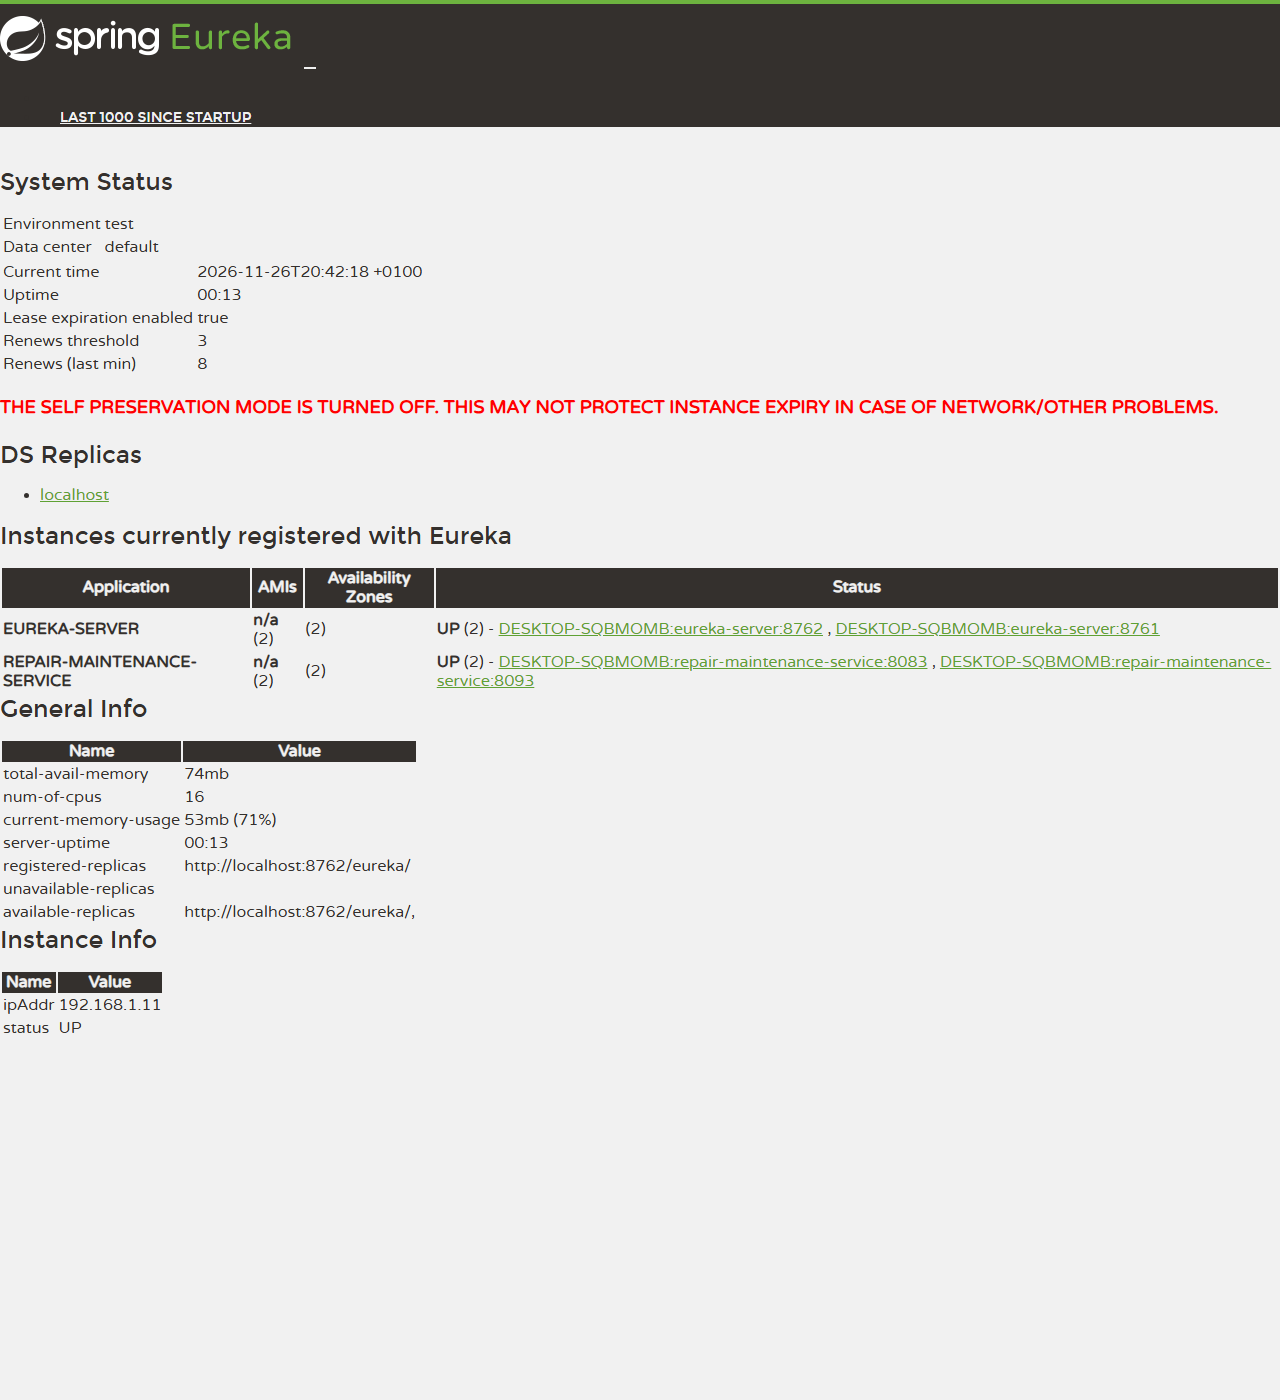 spring Eureka
LAST 1000 SINCE STARTUP
System Status
Environment test
Data center default
Current time 2026-11-26T20:42:18 +0100
Uptime 00:13
Lease expiration enabled true
Renews threshold 3
Renews (last min) 8
THE SELF PRESERVATION MODE IS TURNED OFF. THIS MAY NOT PROTECT INSTANCE EXPIRY IN CASE OF NETWORK/OTHER PROBLEMS.
DS Replicas
localhost
Instances currently registered with Eureka
Application AMIs Availability Zones Status
EUREKA-SERVER n/a (2) (2) UP (2) - DESKTOP-SQBMOMB:eureka-server:8762 , DESKTOP-SQBMOMB:eureka-server:8761
REPAIR-MAINTENANCE-SERVICE n/a (2) (2) UP (2) - DESKTOP-SQBMOMB:repair-maintenance-service:8083 , DESKTOP-SQBMOMB:repair-maintenance-service:8093
General Info
Name Value
total-avail-memory 74mb
num-of-cpus 16
current-memory-usage 53mb (71%)
server-uptime 00:13
registered-replicas http://localhost:8762/eureka/
unavailable-replicas
available-replicas http://localhost:8762/eureka/,
Instance Info
Name Value
ipAddr 192.168.1.11
status UP